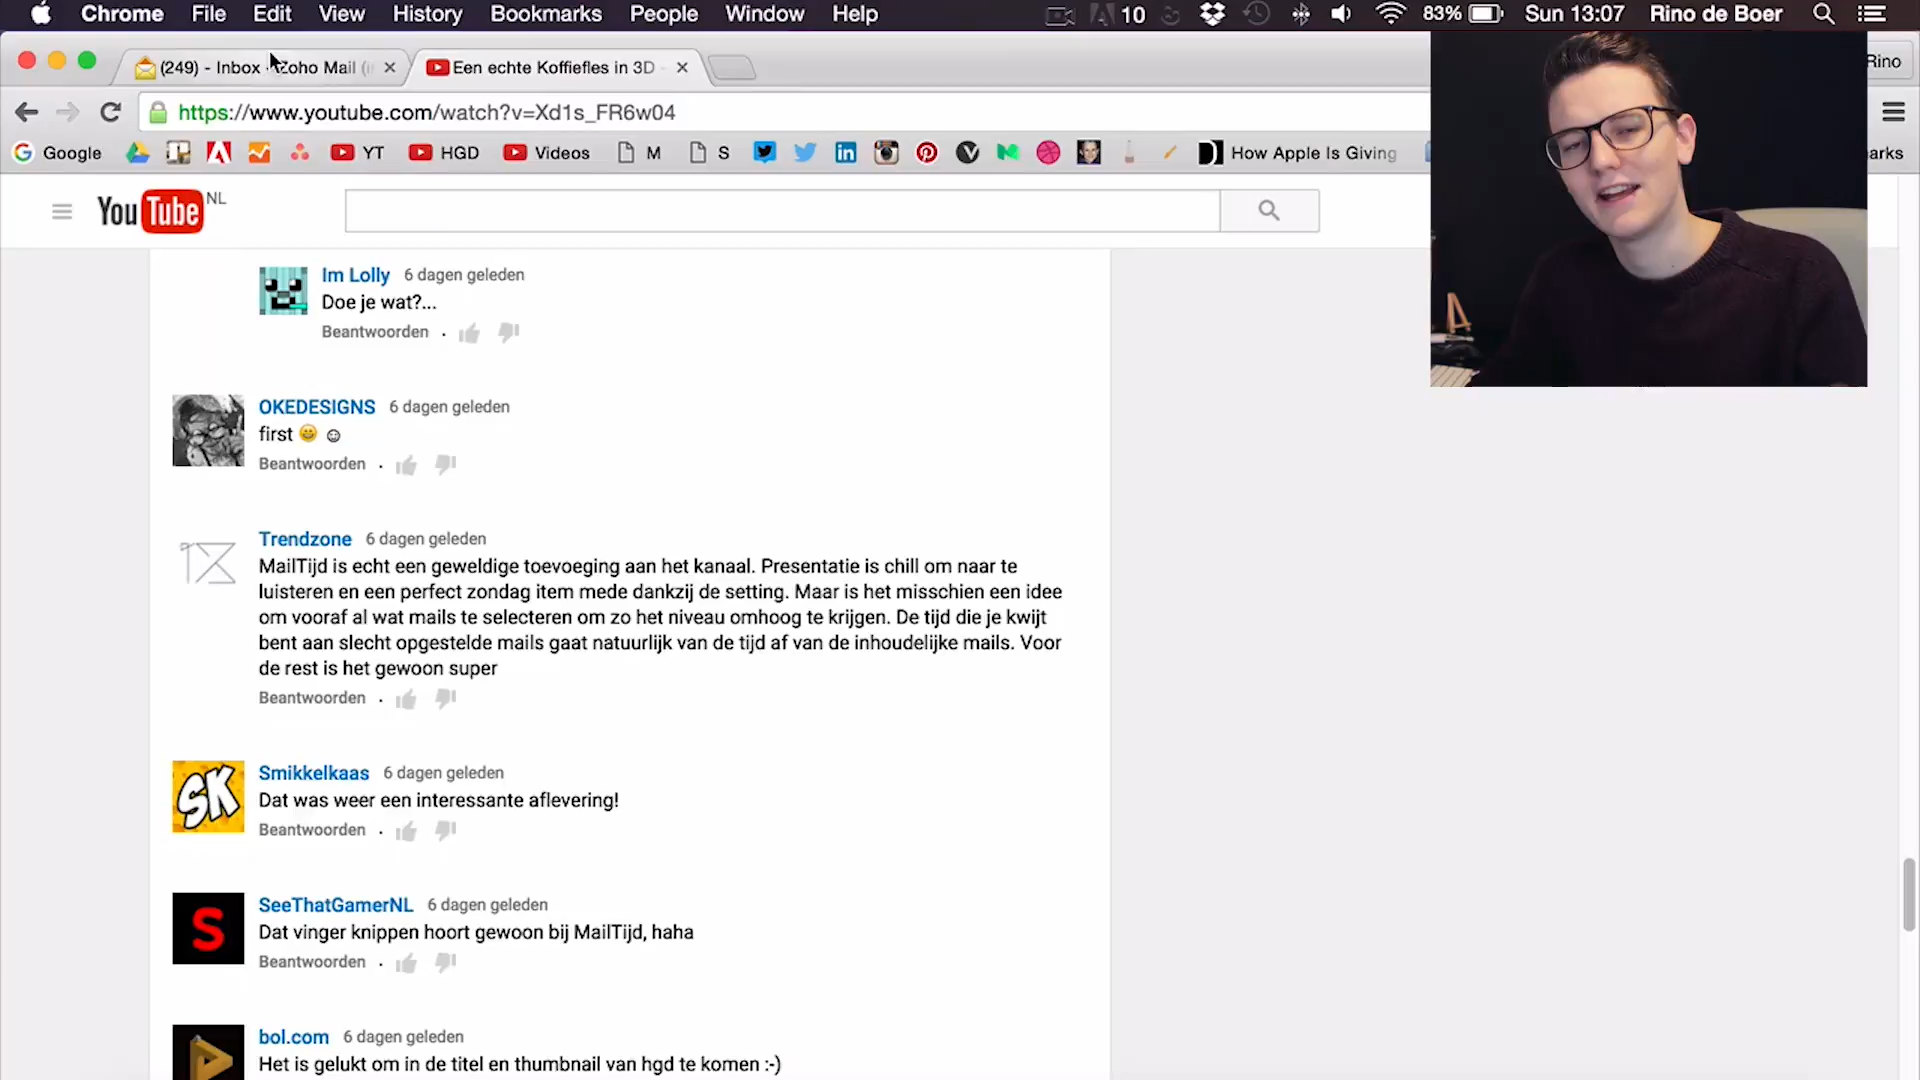 Chrome File Edit View History Bookmarks People Window Help 10 83% Sun 13:07 Rino de Boer
(249) - Inbox - Zoho Mail (i Een echte Koffiefles in 3D - Rino
https://www.youtube.com/watch?v=Xd1s_FR6w04
Google YT HGD Videos M S How Apple Is Giving arks
YouTube NL
Im Lolly 6 dagen geleden
Doe je wat?...
Beantwoorden ·
OKEDESIGNS 6 dagen geleden
first 😀 ☺
Beantwoorden ·
Trendzone 6 dagen geleden
MailTijd is echt een geweldige toevoeging aan het kanaal. Presentatie is chill om naar te
luisteren en een perfect zondag item mede dankzij de setting. Maar is het misschien een idee
om vooraf al wat mails te selecteren om zo het niveau omhoog te krijgen. De tijd die je kwijt
bent aan slecht opgestelde mails gaat natuurlijk van de tijd af van de inhoudelijke mails. Voor
de rest is het gewoon super
Beantwoorden ·
SK
Smikkelkaas 6 dagen geleden
Dat was weer een interessante aflevering!
Beantwoorden ·
S
SeeThatGamerNL 6 dagen geleden
Dat vinger knippen hoort gewoon bij MailTijd, haha
Beantwoorden ·
bol.com 6 dagen geleden
Het is gelukt om in de titel en thumbnail van hgd te komen :-)